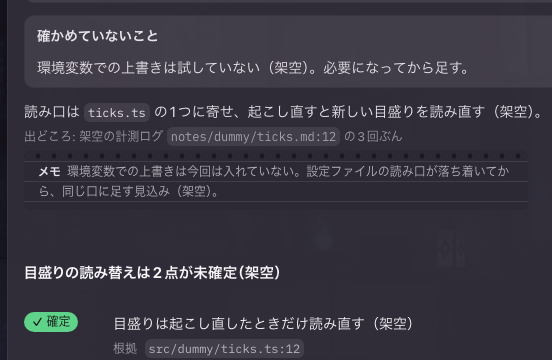 確かめていないこと
環境変数での上書きは試していない（架空）。必要になってから足す。
読み口は ticks.ts の1つに寄せ、起こし直すと新しい目盛りを読み直す（架空）。
出どころ: 架空の計測ログ notes/dummy/ticks.md:12 の3回ぶん
メモ 環境変数での上書きは今回は入れていない。設定ファイルの読み口が落ち着いてか
ら、同じ口に足す見込み（架空）。
目盛りの読み替えは2点が未確定(架空)
✓ 確定 目盛りは起こし直したときだけ読み直す（架空）
根拠 src/dummy/ticks.ts:12